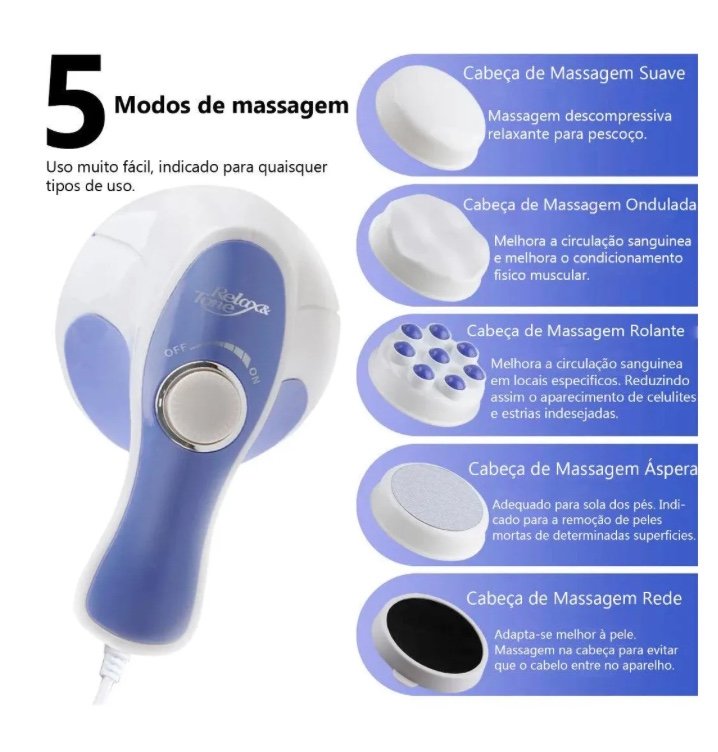 5 Modos de massagem
Uso muito fácil, indicado para quaisquer
tipos de uso.
Relax &
Tone
OFF
ON
Cabeça de Massagem Suave
Massagem descompressiva
relaxante para pescoço.
Cabeça de Massagem Ondulada
Melhora a circulação sanguinea
e melhora o condicionamento
fisico muscular.
Cabeça de Massagem Rolante
Melhora a circulação sanguinea
em locais especificos. Reduzindo
assim o aparecimento de celulites
e estrias indesejadas.
Cabeça de Massagem Áspera
Adequado para sola dos pés. Indi-
cado para a remoção de peles
mortas de determinadas superficies.
Cabeça de Massagem Rede
Adapta-se melhor à pele.
Massagem na cabeça para evitar
que o cabelo entre no aparelho.